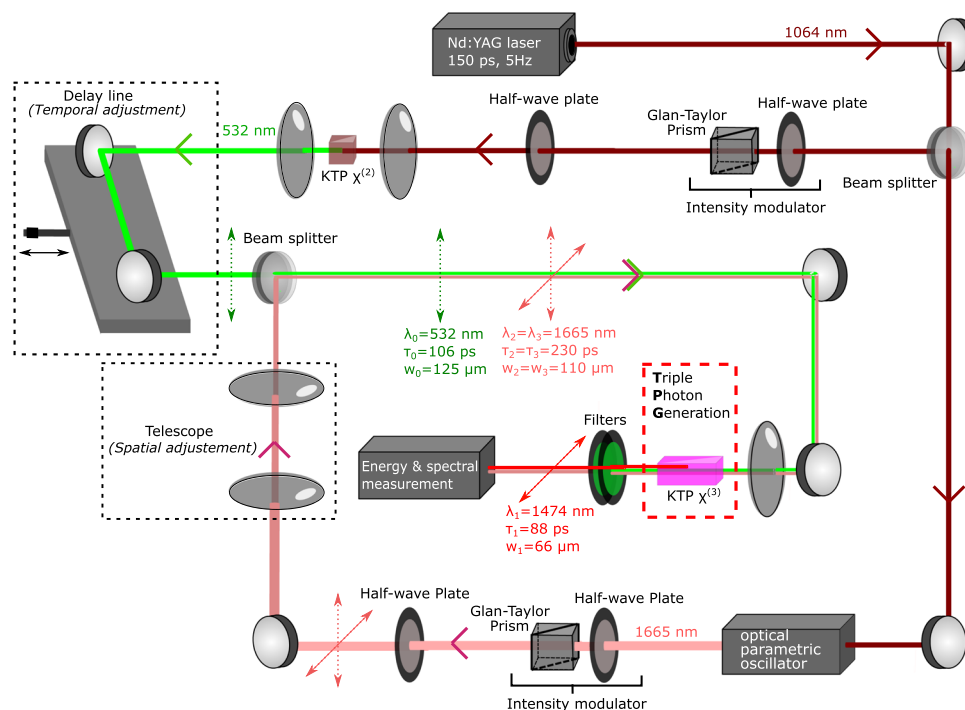 Nd:YAG laser
150 ps, 5Hz
1064 nm
Delay line
(Temporal adjustment)
532 nm
KTP χ⁽²⁾
Half-wave plate
Glan-Taylor
Prism
Half-wave plate
Intensity modulator
Beam splitter
Beam splitter
λ₀=532 nm
τ₀=106 ps
w₀=125 µm
λ₂=λ₃=1665 nm
τ₂=τ₃=230 ps
w₂=w₃=110 µm
Telescope
(Spatial adjustement)
Triple
Photon
Generation
Filters
Energy & spectral
measurement
KTP χ⁽³⁾
λ₁=1474 nm
τ₁=88 ps
w₁=66 µm
Half-wave Plate
Glan-Taylor
Prism
Half-wave Plate
1665 nm
optical
parametric
oscillator
Intensity modulator